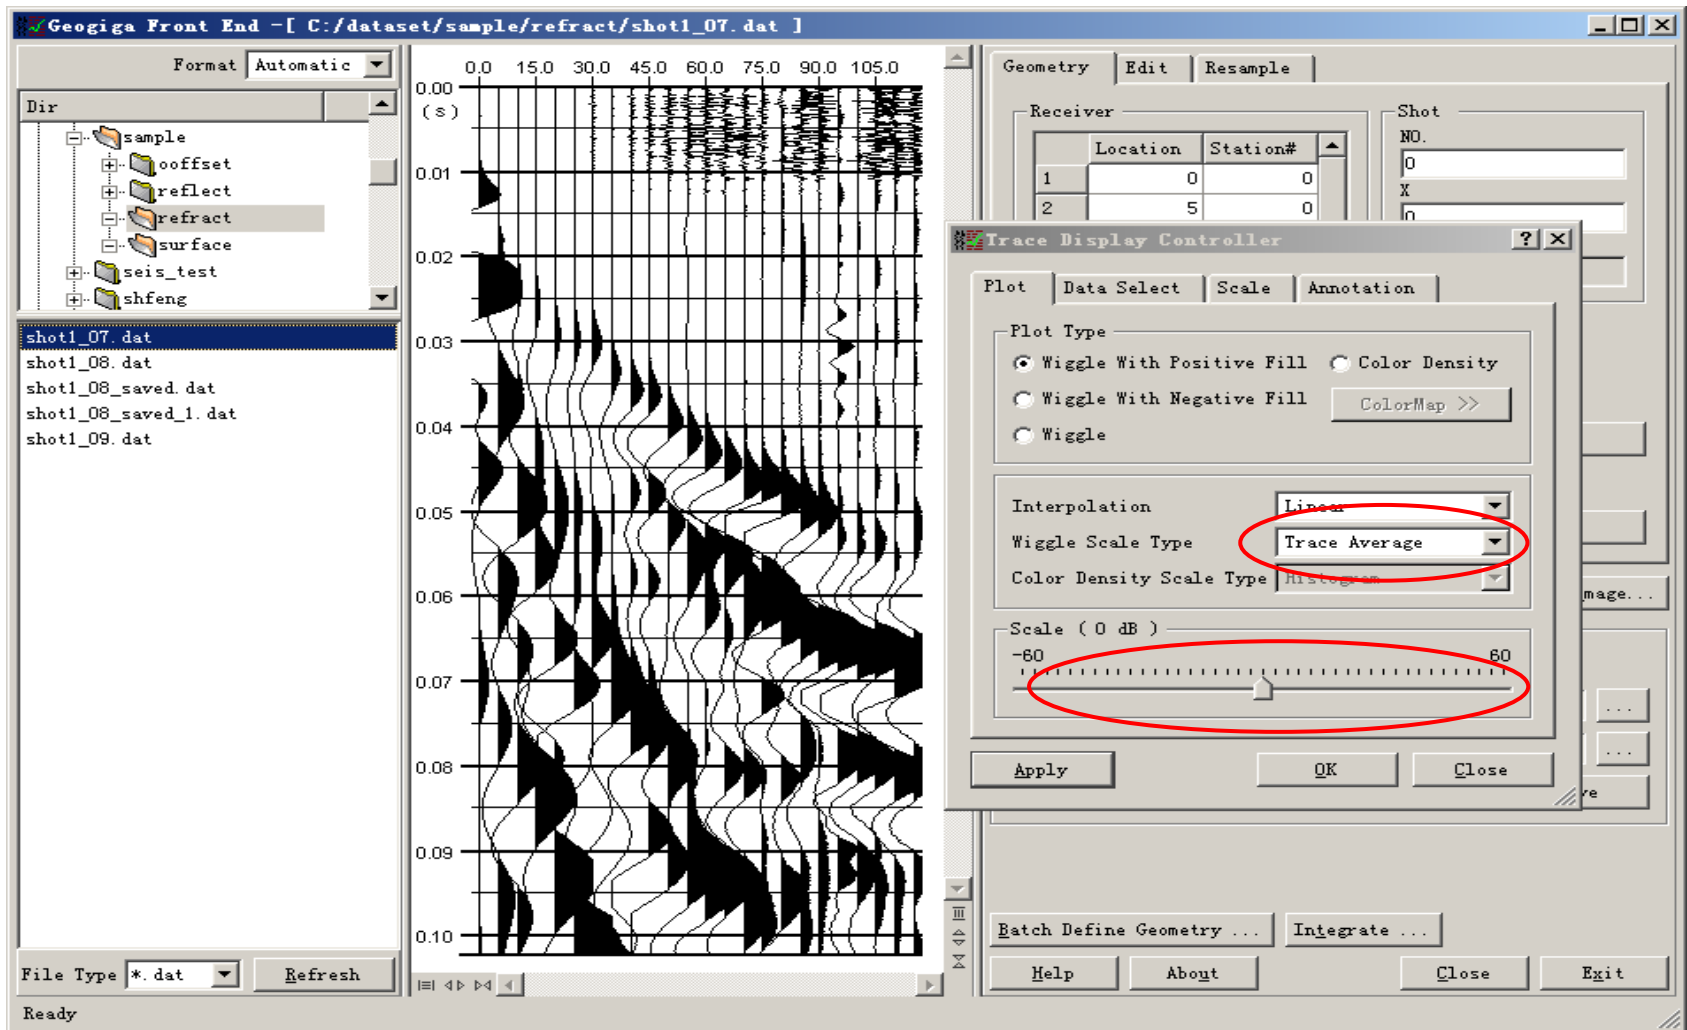 Geogiga Front End -[ C:/dataset/sample/refract/shot1_07.dat ]
Format Automatic
Dir
sample
ooffset
reflect
refract
surface
seis_test
shfeng
shot1_07.dat
shot1_08.dat
shot1_08_saved.dat
shot1_08_saved_1.dat
shot1_09.dat
File Type *.dat Refresh
Ready
0.0 15.0 30.0 45.0 60.0 75.0 90.0 105.0
0.00
(s)
0.01
0.02
0.03
0.04
0.05
0.06
0.07
0.08
0.09
0.10
Geometry Edit Resample
Receiver
Location Station#
1 0 0
2 5 0
Shot
NO.
0
X
0
Trace Display Controller
Plot Data Select Scale Annotation
Plot Type
Wiggle With Positive Fill Color Density
Wiggle With Negative Fill ColorMap >>
Wiggle
Interpolation Linear
Wiggle Scale Type Trace Average
Color Density Scale Type Histogram
Scale ( 0 dB )
-60 60
Apply OK Close
mage...
...
...
ve
Batch Define Geometry ... Integrate ...
Help About Close Exit